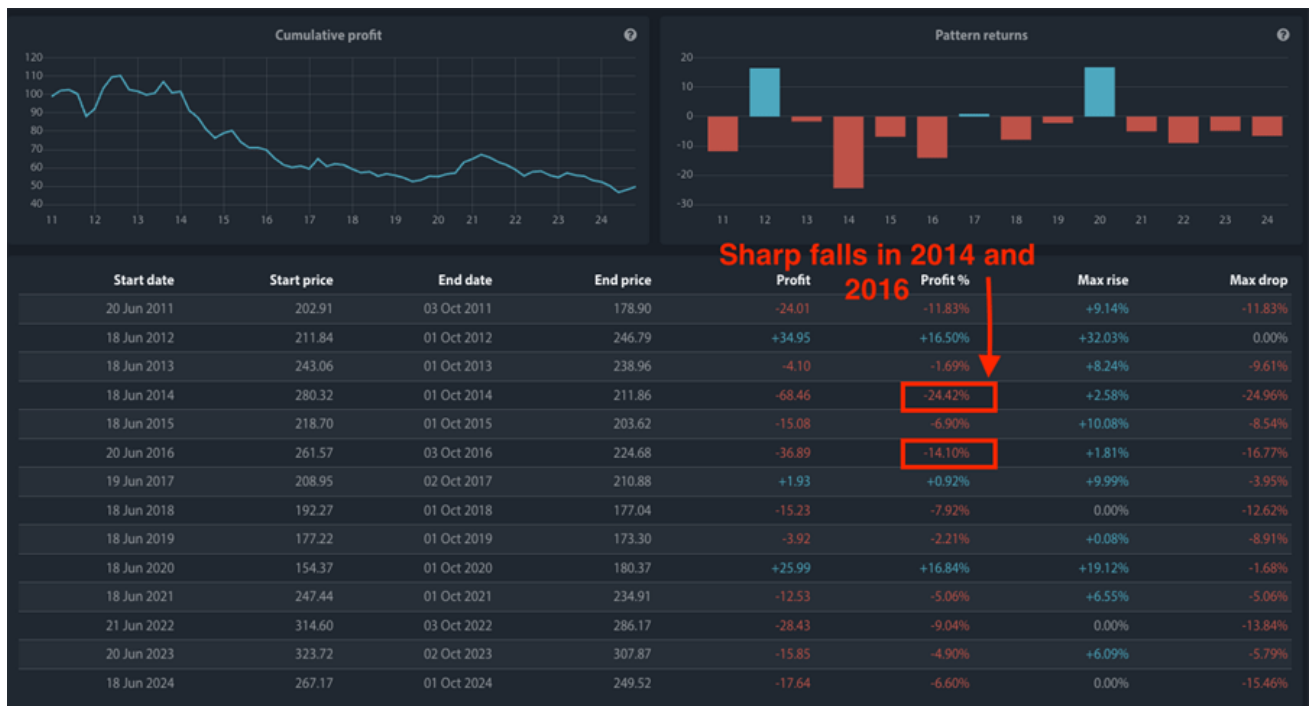 Cumulative profit
?
120
110
100
90
80
70
60
50
40
11 12 13 14 15 16 17 18 19 20 21 22 23 24
Pattern returns
?
20
10
0
-10
-20
-30
11 12 13 14 15 16 17 18 19 20 21 22 23 24
Sharp falls in 2014 and
2016
Start date Start price End date End price Profit Profit % Max rise Max drop
20 Jun 2011 202.91 03 Oct 2011 178.90 -24.01 -11.83% +9.14% -11.83%
18 Jun 2012 211.84 01 Oct 2012 246.79 +34.95 +16.50% +32.03% 0.00%
18 Jun 2013 243.06 01 Oct 2013 238.96 -4.10 -1.69% +8.24% -9.61%
18 Jun 2014 280.32 01 Oct 2014 211.86 -68.46 -24.42% +2.58% -24.96%
18 Jun 2015 218.70 01 Oct 2015 203.62 -15.08 -6.90% +10.08% -8.54%
20 Jun 2016 261.57 03 Oct 2016 224.68 -36.89 -14.10% +1.81% -16.77%
19 Jun 2017 208.95 02 Oct 2017 210.88 +1.93 +0.92% +9.99% -3.95%
18 Jun 2018 192.27 01 Oct 2018 177.04 -15.23 -7.92% 0.00% -12.62%
18 Jun 2019 177.22 01 Oct 2019 173.30 -3.92 -2.21% +0.08% -8.91%
18 Jun 2020 154.37 01 Oct 2020 180.37 +25.99 +16.84% +19.12% -1.68%
18 Jun 2021 247.44 01 Oct 2021 234.91 -12.53 -5.06% +6.55% -5.06%
21 Jun 2022 314.60 03 Oct 2022 286.17 -28.43 -9.04% 0.00% -13.84%
20 Jun 2023 323.72 02 Oct 2023 307.87 -15.85 -4.90% +6.09% -5.79%
18 Jun 2024 267.17 01 Oct 2024 249.52 -17.64 -6.60% 0.00% -15.46%